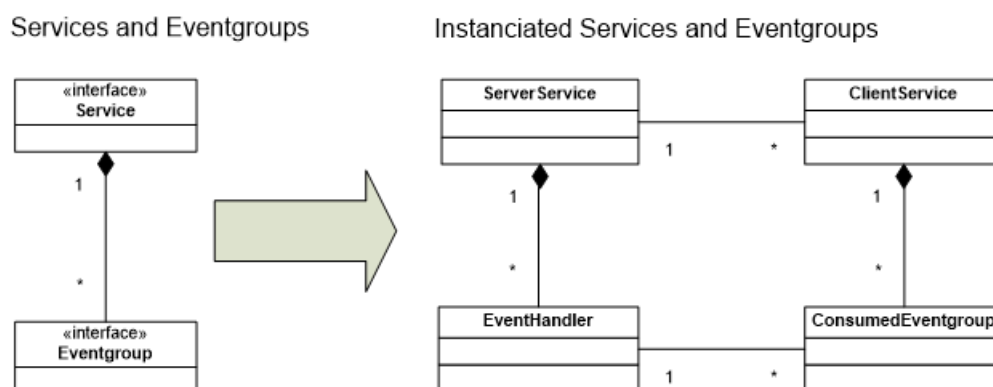 Services and Eventgroups
Instanciated Services and Eventgroups
«interface»
Service
1
*
«interface»
Eventgroup
ServerService
ClientService
1
*
1
1
*
*
EventHandler
ConsumedEventgroup
1
*